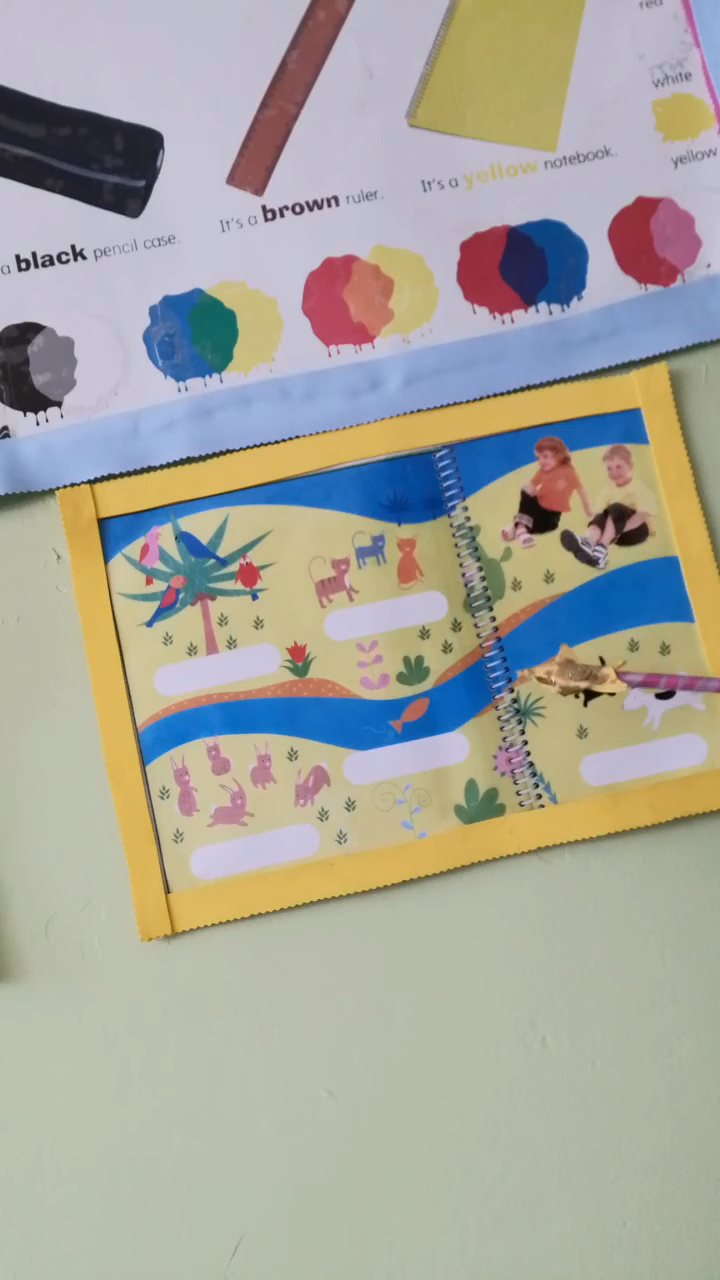 red
white
yellow
It's a yellow notebook.
It's a brown ruler.
a black pencil case.